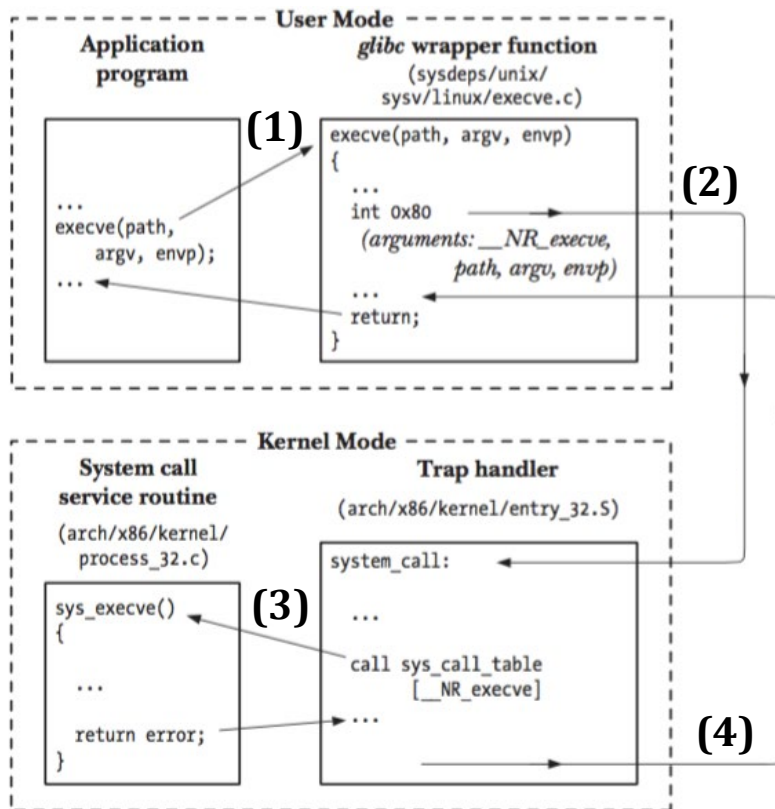 User Mode
Application
program
glibc wrapper function
(sysdeps/unix/
sysv/linux/execve.c)
(1)
...
execve(path,
argv, envp);
...
execve(path, argv, envp)
{
...
int 0x80
(arguments: __NR_execve,
path, argv, envp)
...
return;
}
(2)
Kernel Mode
System call
service routine
(arch/x86/kernel/
process_32.c)
Trap handler
(arch/x86/kernel/entry_32.S)
sys_execve()
{
...
return error;
}
(3)
system_call:
...
call sys_call_table
[__NR_execve]
...
(4)